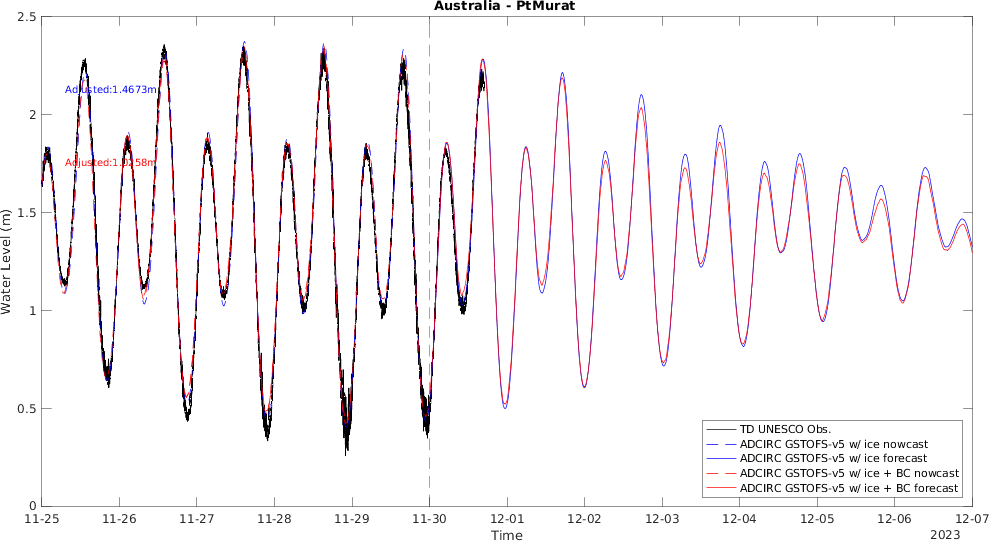 Australia - PtMurat
2.5
2
1.5
1
0.5
0
Water Level (m)
Adjusted:1.4673m
TD UNESCO Obs.
ADCIRC GSTOFS-v5 w/ ice nowcast
ADCIRC GSTOFS-v5 w/ ice forecast
ADCIRC GSTOFS-v5 w/ ice + BC nowcast
ADCIRC GSTOFS-v5 w/ ice + BC forecast
11-25 11-26 11-27 11-28 11-29 11-30 12-01 12-02 12-03 12-04 12-05 12-06 12-07
Time
2023